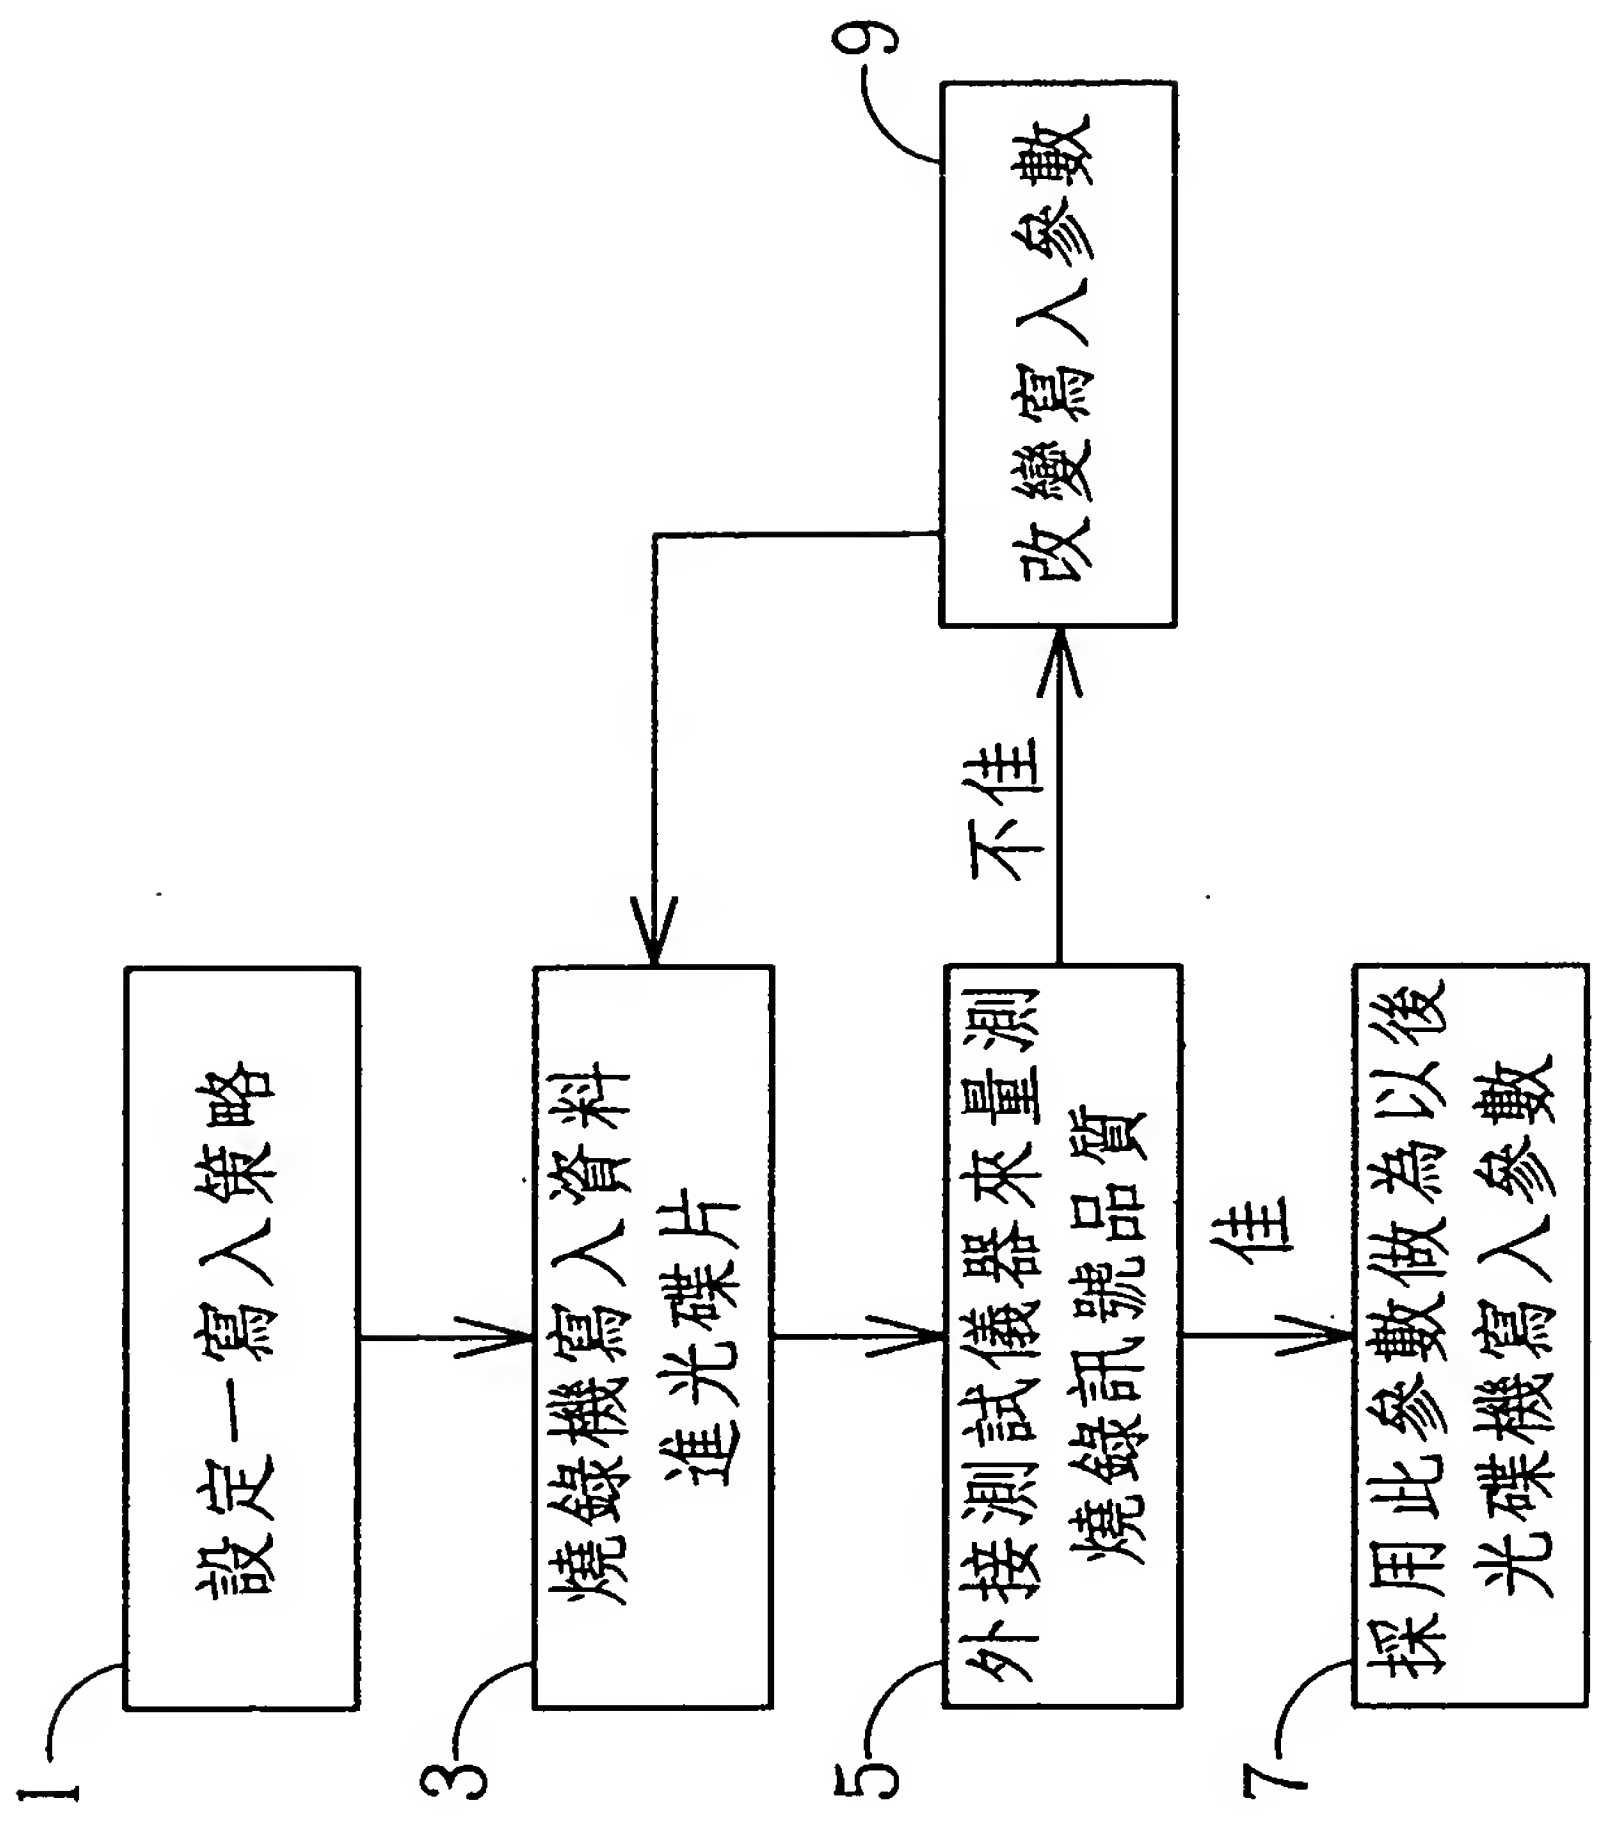 1
設定一寫入策略
3
燒錄機寫入資料
進光碟片
5
外接測試儀器來量測
燒錄訊號品質
不佳
9
改變寫入參數
佳
7
採用此參數做為以後
光碟機寫入參數